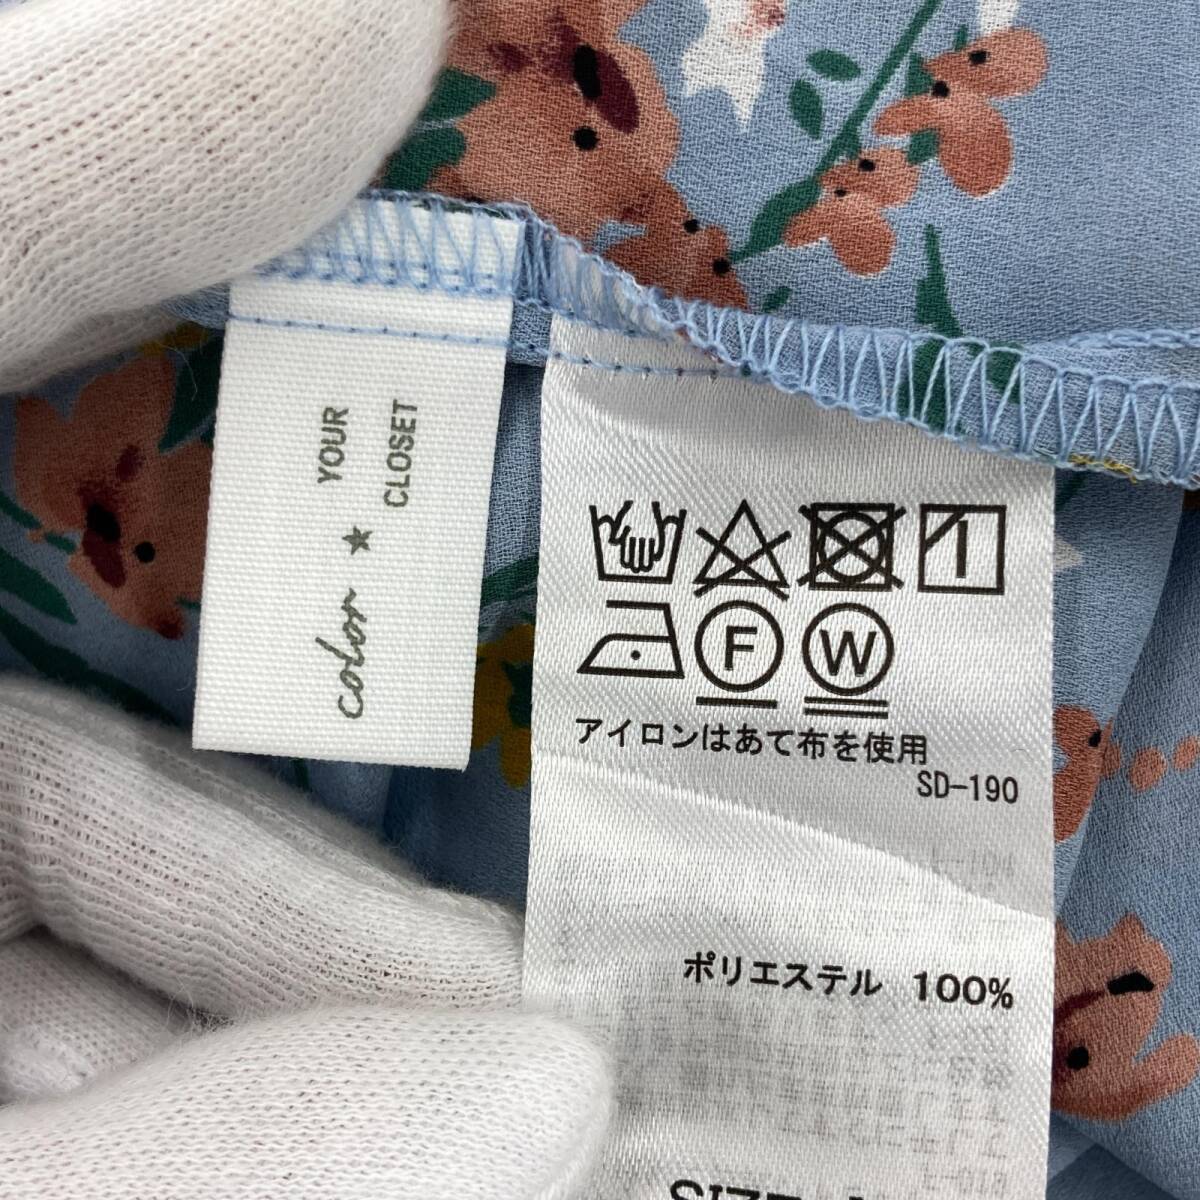 color ★ YOUR
CLOSET
F W
アイロンはあて布を使用
SD-190
ポリエステル 100%
SIZE